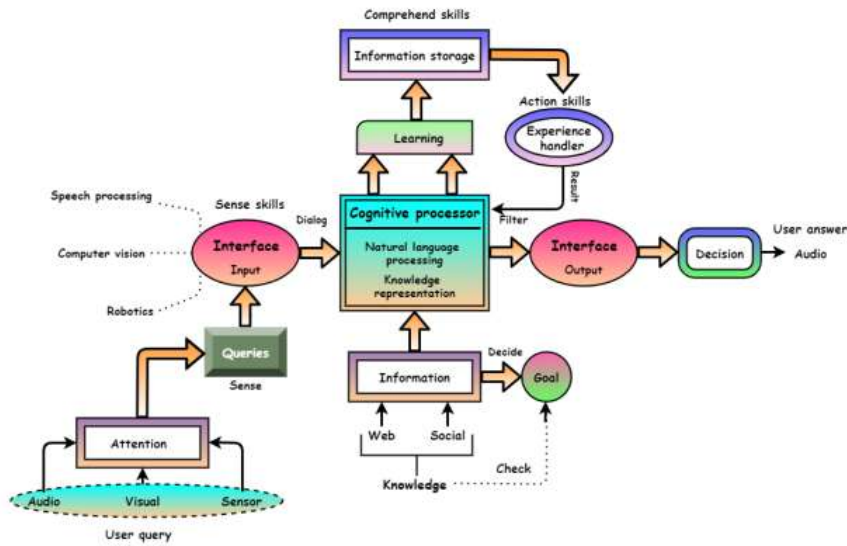 Comprehend skills
Information storage
Action skills
Experience
handler
Learning
Result
Speech processing
Sense skills
Computer vision
Robotics
Interface
Input
Dialog
Cognitive processor
Natural language
processing
Knowledge
representation
Filter
Interface
Output
Decision
User answer
Audio
Queries
Sense
Information
Decide
Goal
Attention
Web
Social
Check
Knowledge
Audio
Visual
Sensor
User query